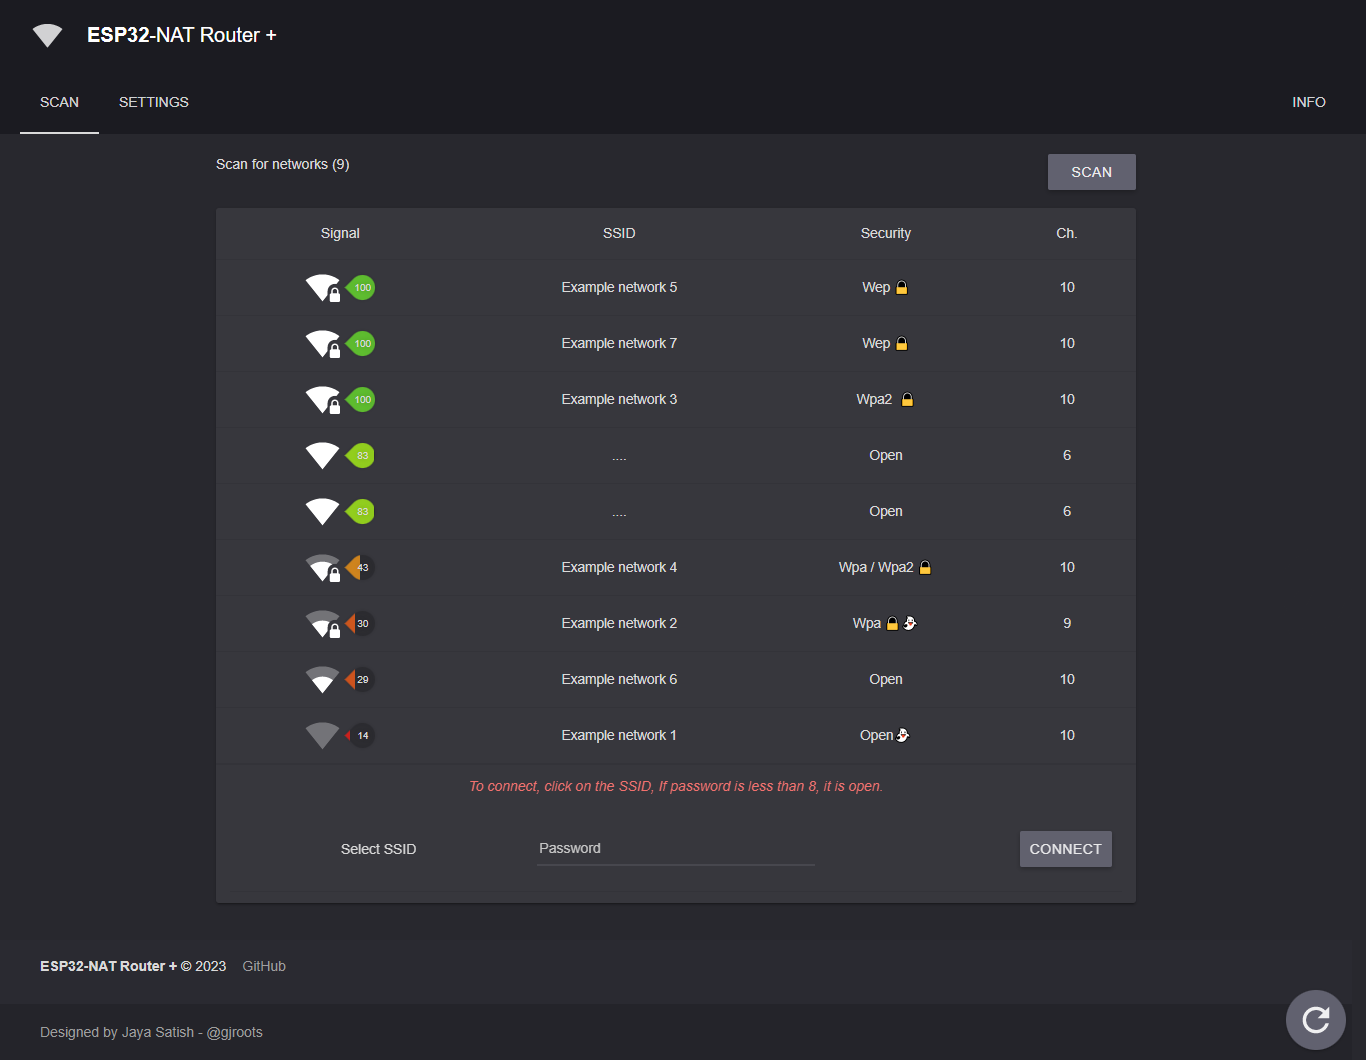 ESP32-NAT Router +
SCAN SETTINGS INFO
Scan for networks (9) SCAN
Signal SSID Security Ch.
100 Example network 5 Wep 10
100 Example network 7 Wep 10
100 Example network 3 Wpa2 10
83 .... Open 6
83 .... Open 6
43 Example network 4 Wpa / Wpa2 10
30 Example network 2 Wpa 9
29 Example network 6 Open 10
14 Example network 1 Open 10
To connect, click on the SSID, If password is less than 8, it is open.
Select SSID Password CONNECT
ESP32-NAT Router + © 2023 GitHub
Designed by Jaya Satish - @gjroots